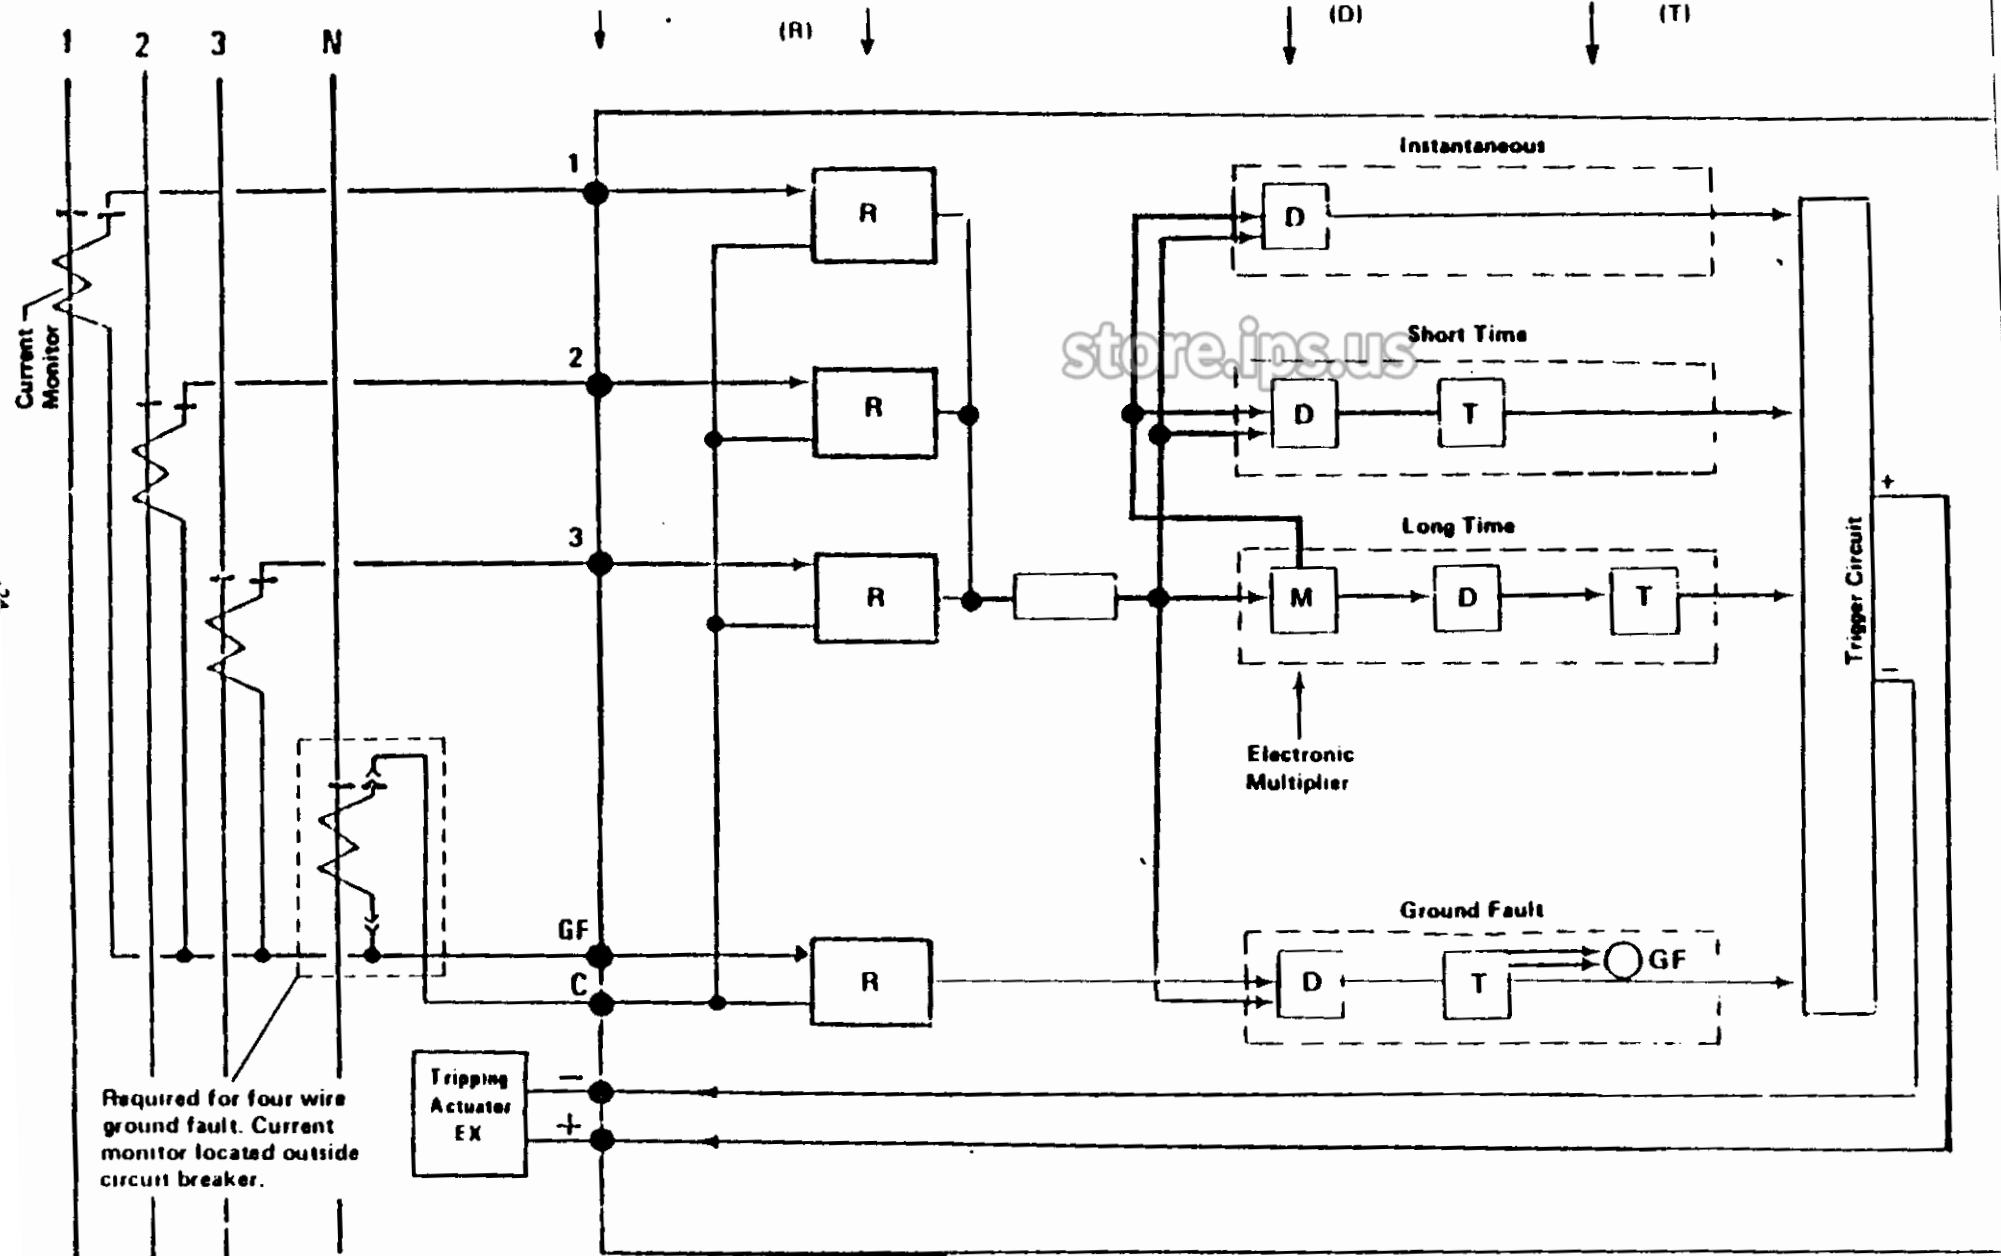 (R)
(D)
(T)
1
2
3
N
Instantaneous
1
R
D
Current
Monitor
store.ips.us
Short Time
2
R
D
T
Long Time
3
R
M
D
T
+
−
Trigger Circuit
Electronic
Multiplier
Ground Fault
GF
C
R
D
T
GF
Tripping
Actuator
EX
−
+
Required for four wire
ground fault. Current
monitor located outside
circuit breaker.